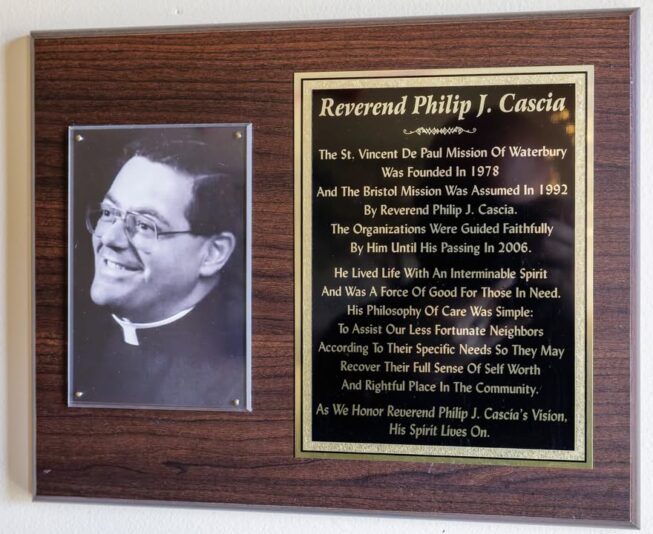 Reverend Philip J. Cascia
The St. Vincent De Paul Mission Of Waterbury
Was Founded In 1978
And The Bristol Mission Was Assumed In 1992
By Reverend Philip J. Cascia.
The Organizations Were Guided Faithfully
By Him Until His Passing In 2006.
He Lived Life With An Interminable Spirit
And Was A Force Of Good For Those In Need.
His Philosophy Of Care Was Simple:
To Assist Our Less Fortunate Neighbors
According To Their Specific Needs So They May
Recover Their Full Sense Of Self Worth
And Rightful Place In The Community.
As We Honor Reverend Philip J. Cascia's Vision,
His Spirit Lives On.